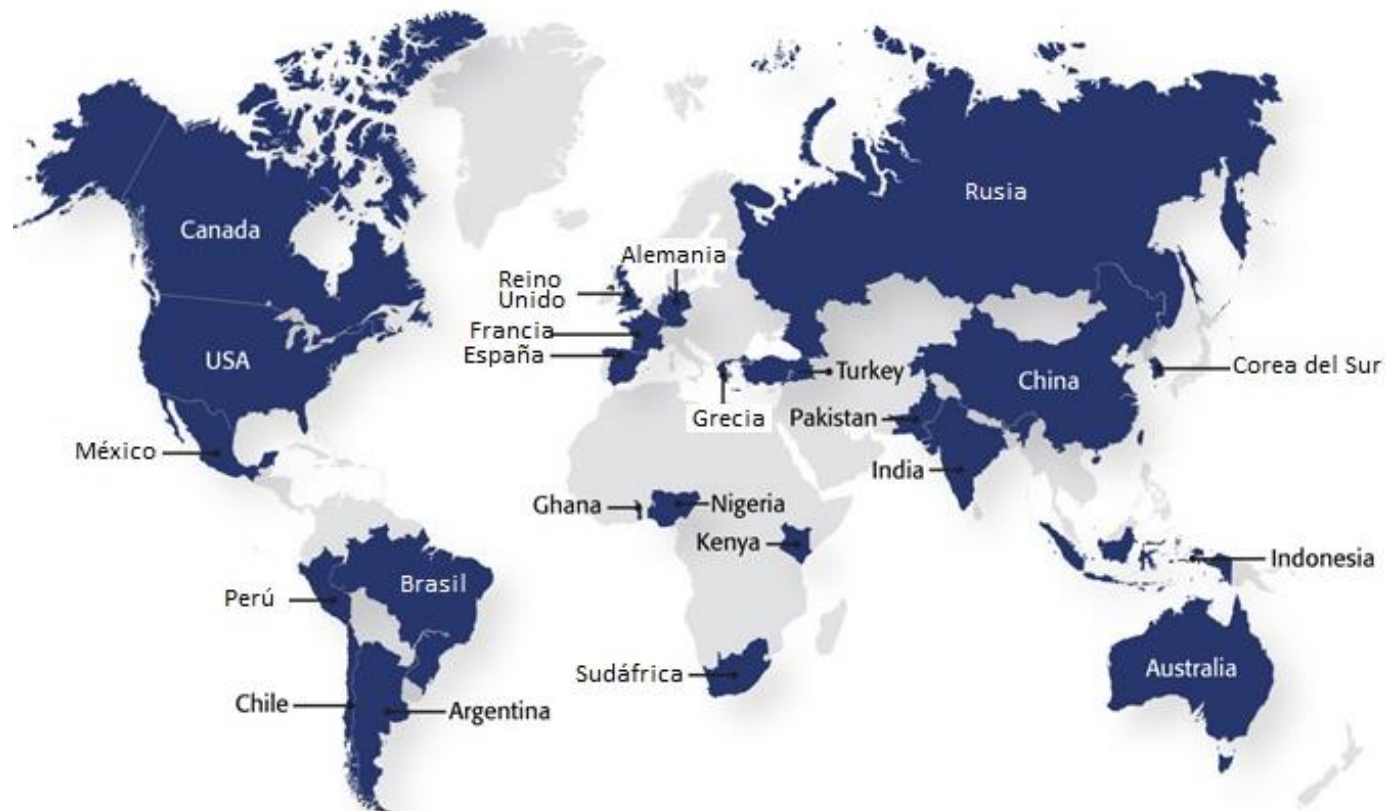 Canada
Rusia
Alemania
Reino
Unido
Francia
España
USA
Turkey
China
Corea del Sur
Grecia
Pakistan
México
India
Ghana
Nigeria
Kenya
Indonesia
Brasil
Perú
Sudáfrica
Australia
Chile
Argentina